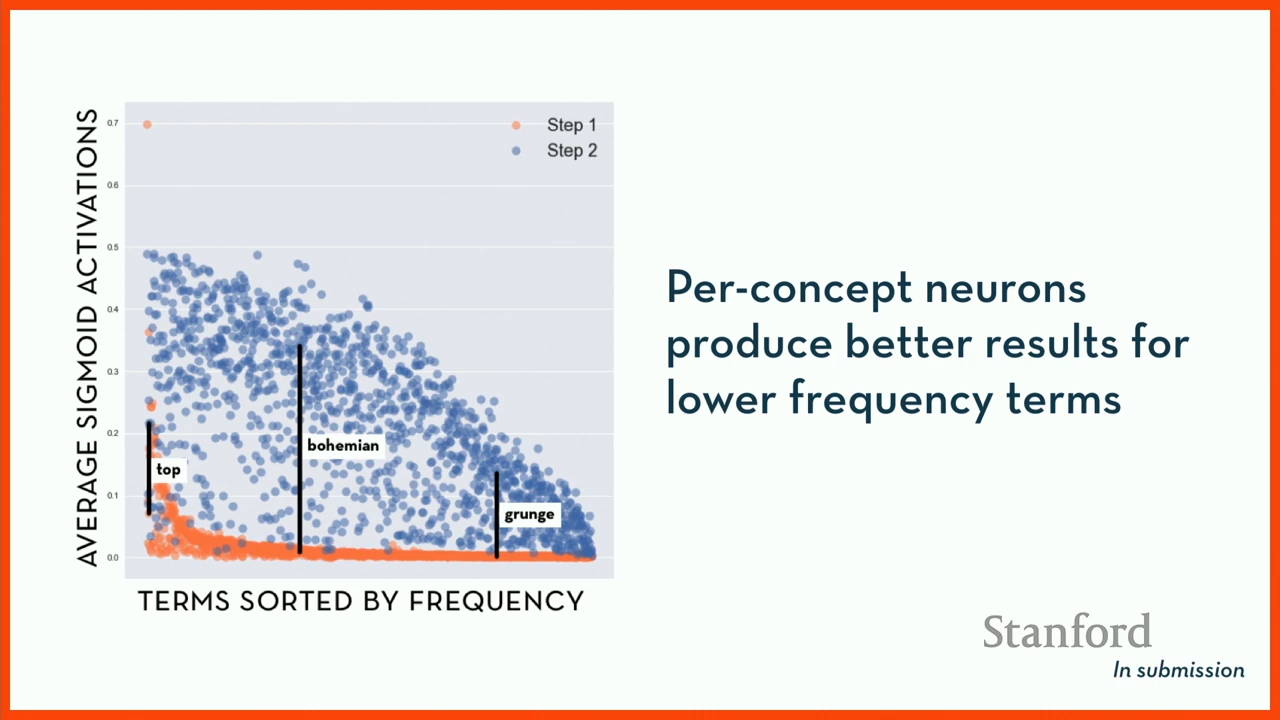 AVERAGE SIGMOID ACTIVATIONS
0.7
0.6
0.5
0.4
0.3
0.2
0.1
0.0
Step 1
Step 2
top
bohemian
grunge
TERMS SORTED BY FREQUENCY
Per-concept neurons
produce better results for
lower frequency terms
Stanford
In submission